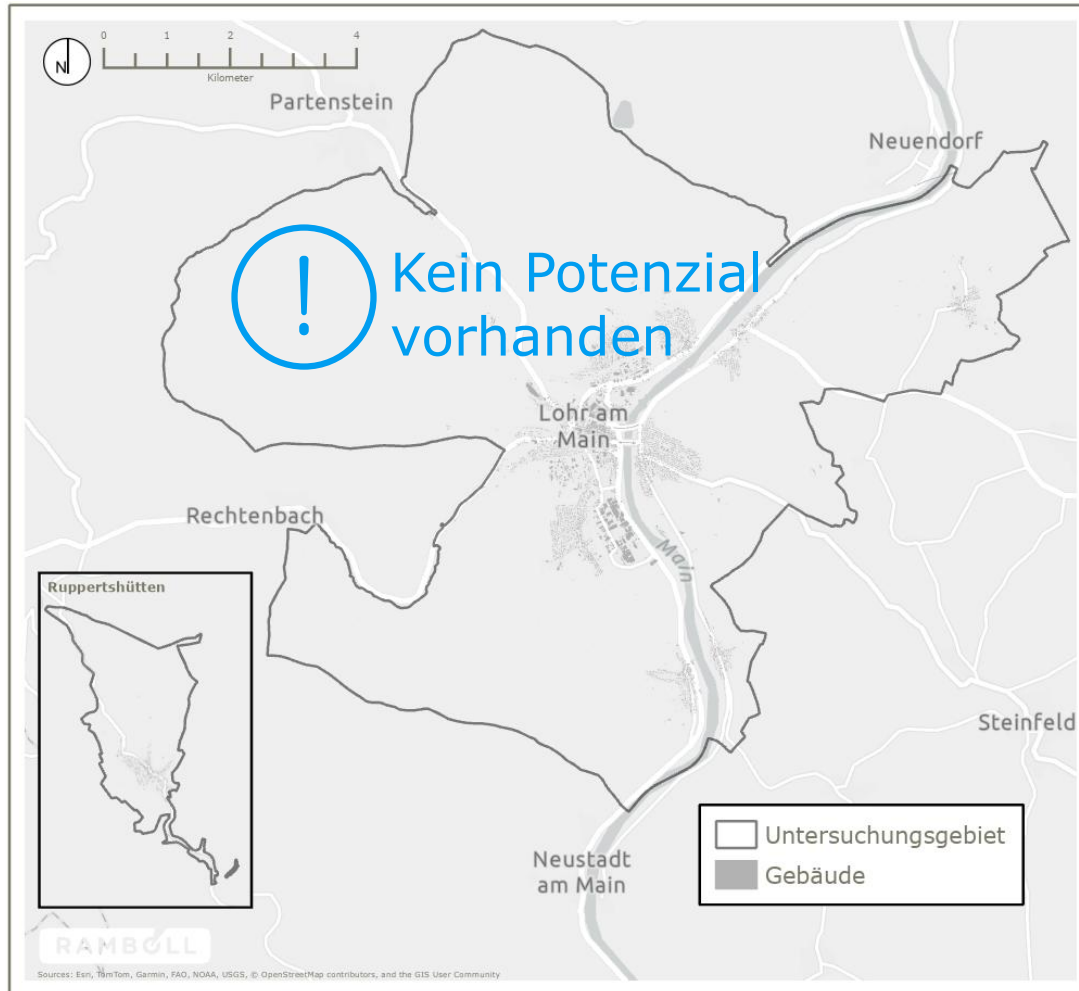 0 1 2 4
Kilometer
N
Partenstein
Neuendorf
Kein Potenzial
vorhanden
Lohr am
Main
Rechtenbach
Main
Ruppertshütten
Steinfeld
Untersuchungsgebiet
Gebäude
Neustadt
am Main
RAMBOLL
Sources: Esri, TomTom, Garmin, FAO, NOAA, USGS, © OpenStreetMap contributors, and the GIS User Community